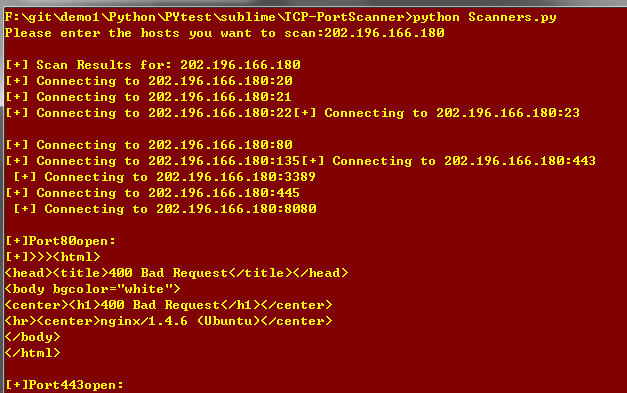 F:\git\demo1\Python\PYtest\sublime\TCP-PortScanner>python Scanners.py
Please enter the hosts you want to scan:202.196.166.180

[+] Scan Results for: 202.196.166.180
[+] Connecting to 202.196.166.180:20
[+] Connecting to 202.196.166.180:21
[+] Connecting to 202.196.166.180:22[+] Connecting to 202.196.166.180:23

[+] Connecting to 202.196.166.180:80
[+] Connecting to 202.196.166.180:135[+] Connecting to 202.196.166.180:443
 [+] Connecting to 202.196.166.180:3389
[+] Connecting to 202.196.166.180:445
 [+] Connecting to 202.196.166.180:8080

[+]Port80open:
[+]>>><html>
<head><title>400 Bad Request</title></head>
<body bgcolor="white">
<center><h1>400 Bad Request</h1></center>
<hr><center>nginx/1.4.6 (Ubuntu)</center>
</body>
</html>

[+]Port443open: